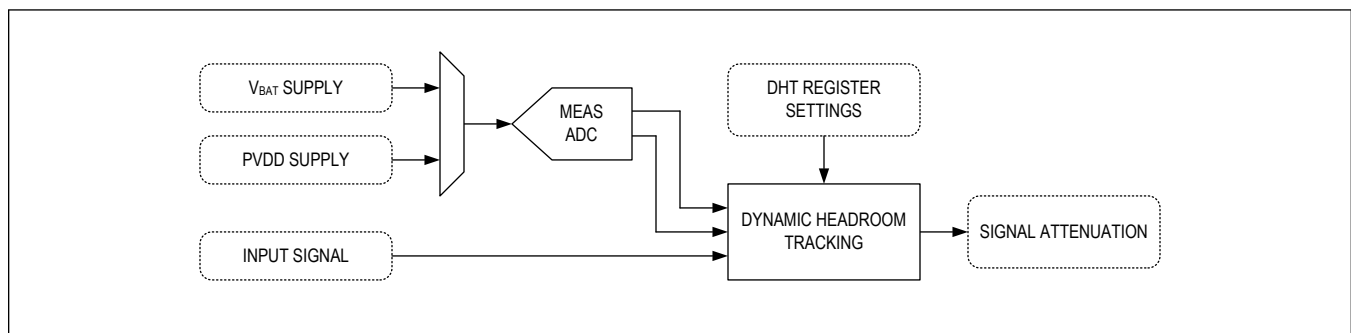 VBAT SUPPLY
PVDD SUPPLY
INPUT SIGNAL
MEAS
ADC
DHT REGISTER
SETTINGS
DYNAMIC HEADROOM
TRACKING
SIGNAL ATTENUATION